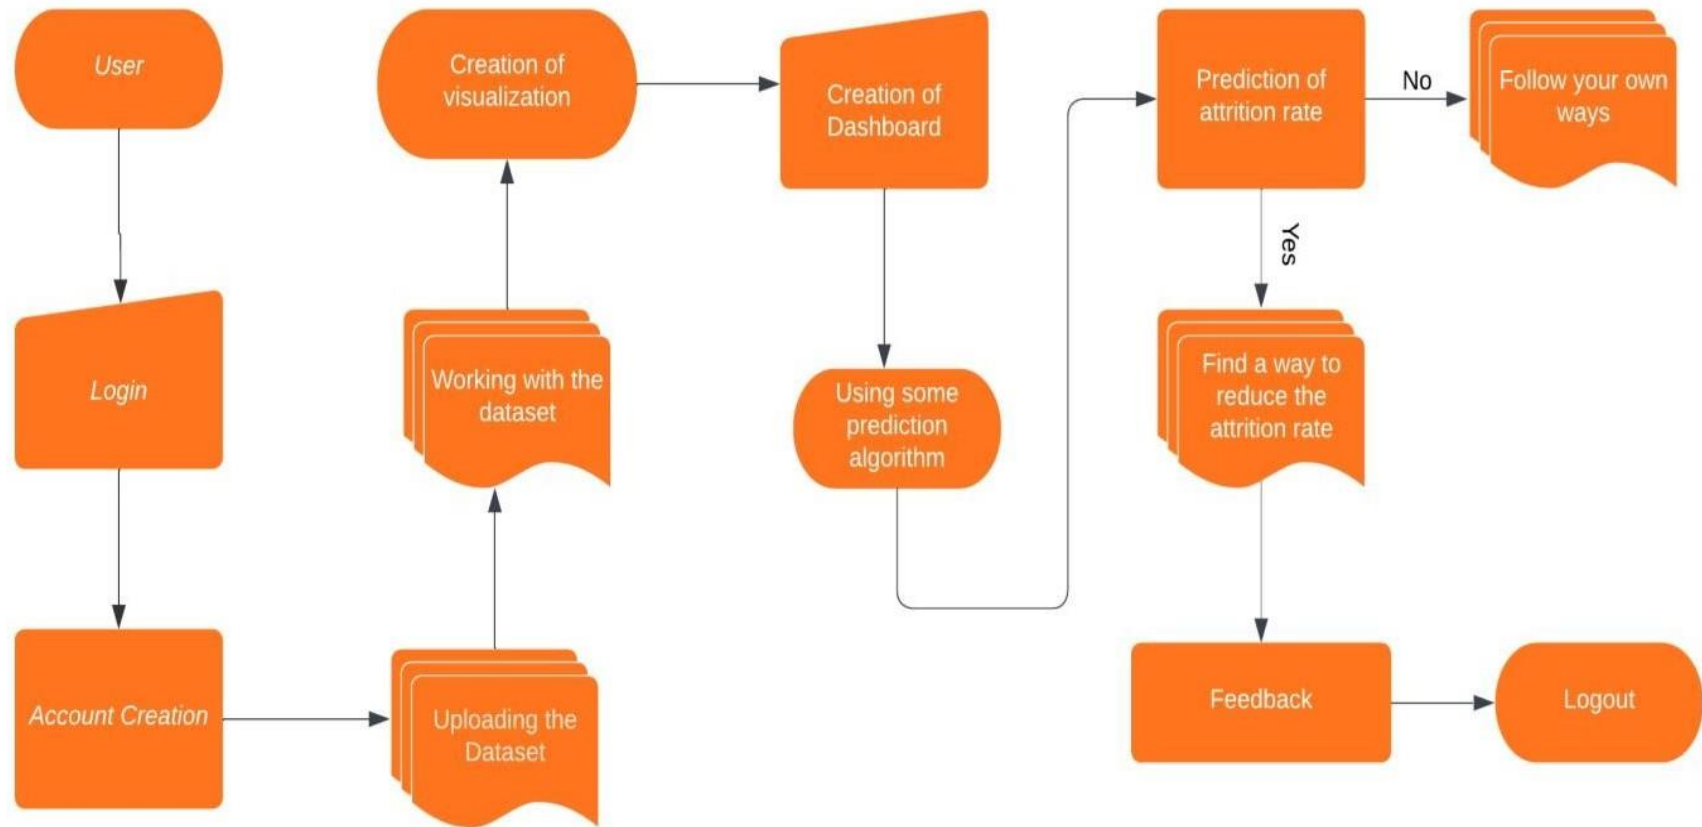 User
Login
Account Creation
Uploading the
Dataset
Working with the
dataset
Creation of
visualization
Creation of
Dashboard
Using some
prediction
algorithm
Prediction of
attrition rate
No
Follow your own
ways
Yes
Find a way to
reduce the
attrition rate
Feedback
Logout